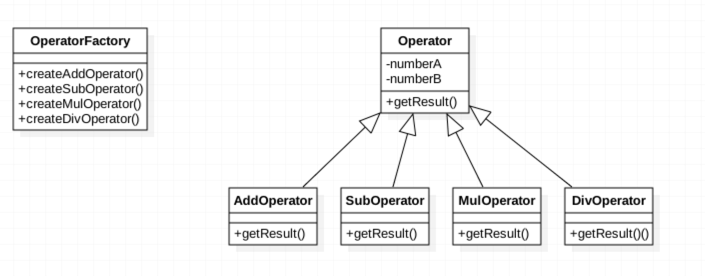 OperatorFactory
+createAddOperator()
+createSubOperator()
+createMulOperator()
+createDivOperator()
Operator
-numberA
-numberB
+getResult()
AddOperator
+getResult()
SubOperator
+getResult()
MulOperator
+getResult()
DivOperator
+getResult()()